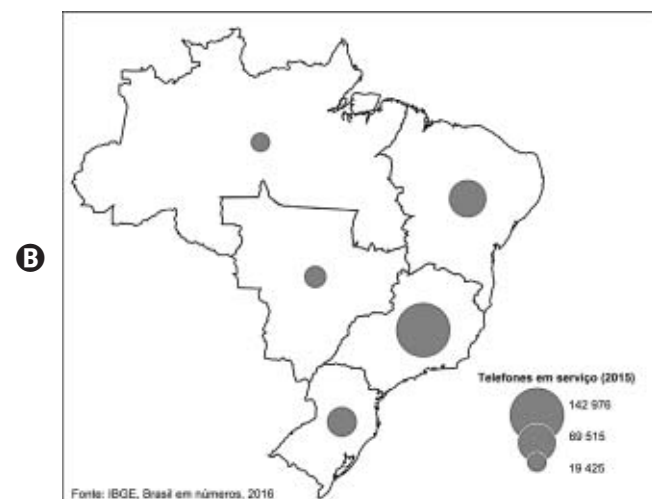 B
Telefones em serviço (2015)
142 976
69 515
19 425
Fonte: IBGE, Brasil em números, 2016